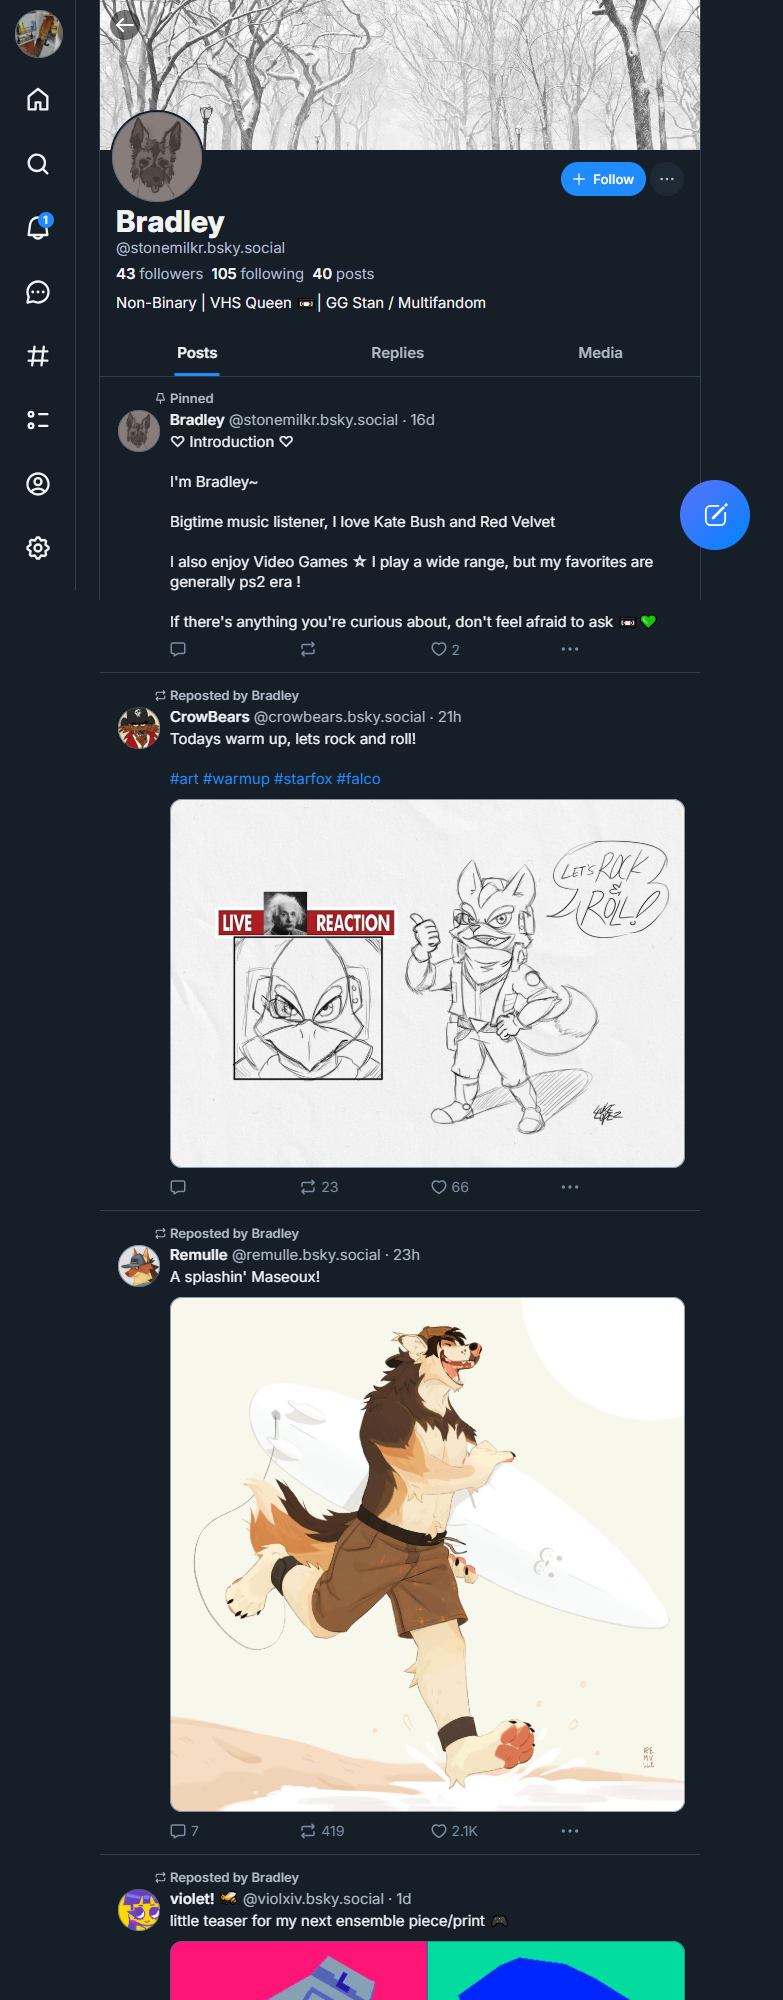 Follow
Bradley
@stonemilkr.bsky.social
43 followers 105 following 40 posts
Non-Binary | VHS Queen 📼 | GG Stan / Multifandom
Posts Replies Media
1
Pinned
Bradley @stonemilkr.bsky.social · 16d
♡ Introduction ♡
I'm Bradley~
Bigtime music listener, I love Kate Bush and Red Velvet
I also enjoy Video Games ☆ I play a wide range, but my favorites are
generally ps2 era !
If there's anything you're curious about, don't feel afraid to ask 📼 💚
2
Reposted by Bradley
CrowBears @crowbears.bsky.social · 21h
Todays warm up, lets rock and roll!
#art #warmup #starfox #falco
LET'S ROCK
&
ROLL!
LIVE REACTION
LUKE
LOPEZ
23 66
Reposted by Bradley
Remulle @remulle.bsky.social · 23h
A splashin' Maseoux!
RE
MU
LLE
7 419 2.1K
Reposted by Bradley
violet! 🐝 @violxiv.bsky.social · 1d
little teaser for my next ensemble piece/print 🎮
L